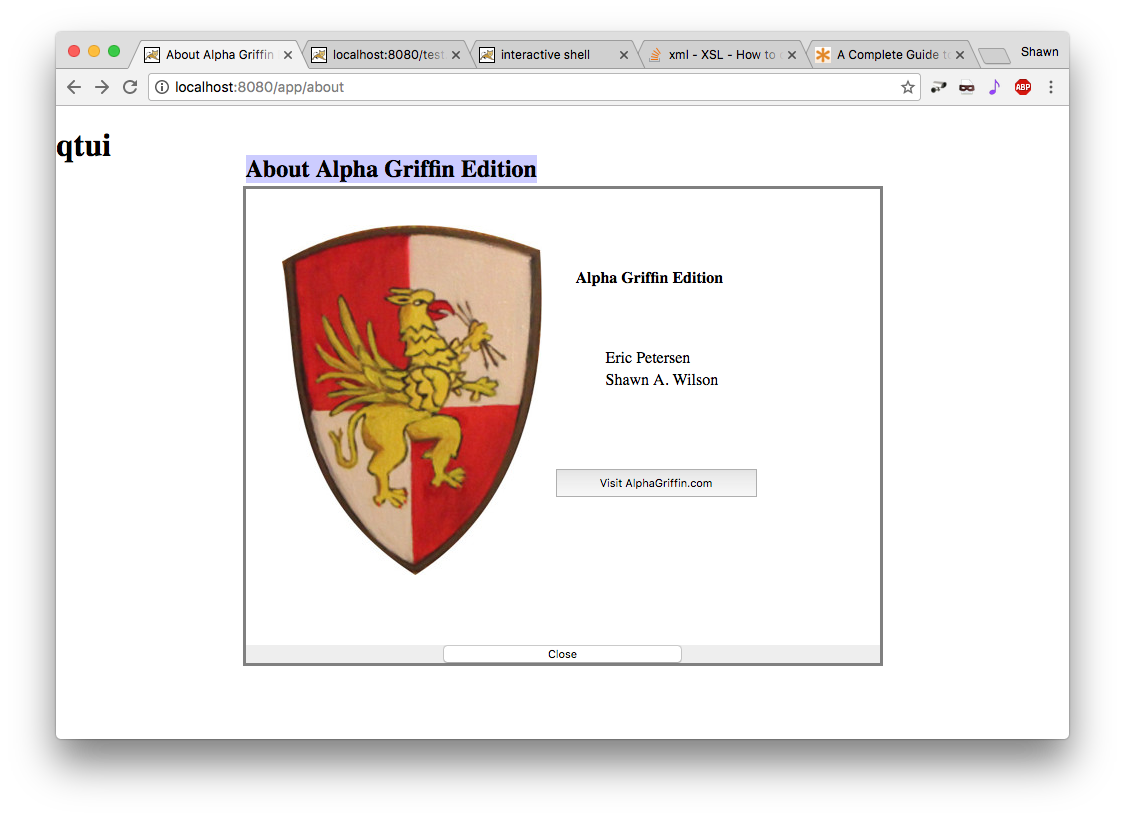 About Alpha Griffin
localhost:8080/test
interactive shell
xml - XSL - How to
A Complete Guide to
Shawn
localhost:8080/app/about
ABP
qtui
About Alpha Griffin Edition
Alpha Griffin Edition
Eric Petersen
Shawn A. Wilson
Visit AlphaGriffin.com
Close